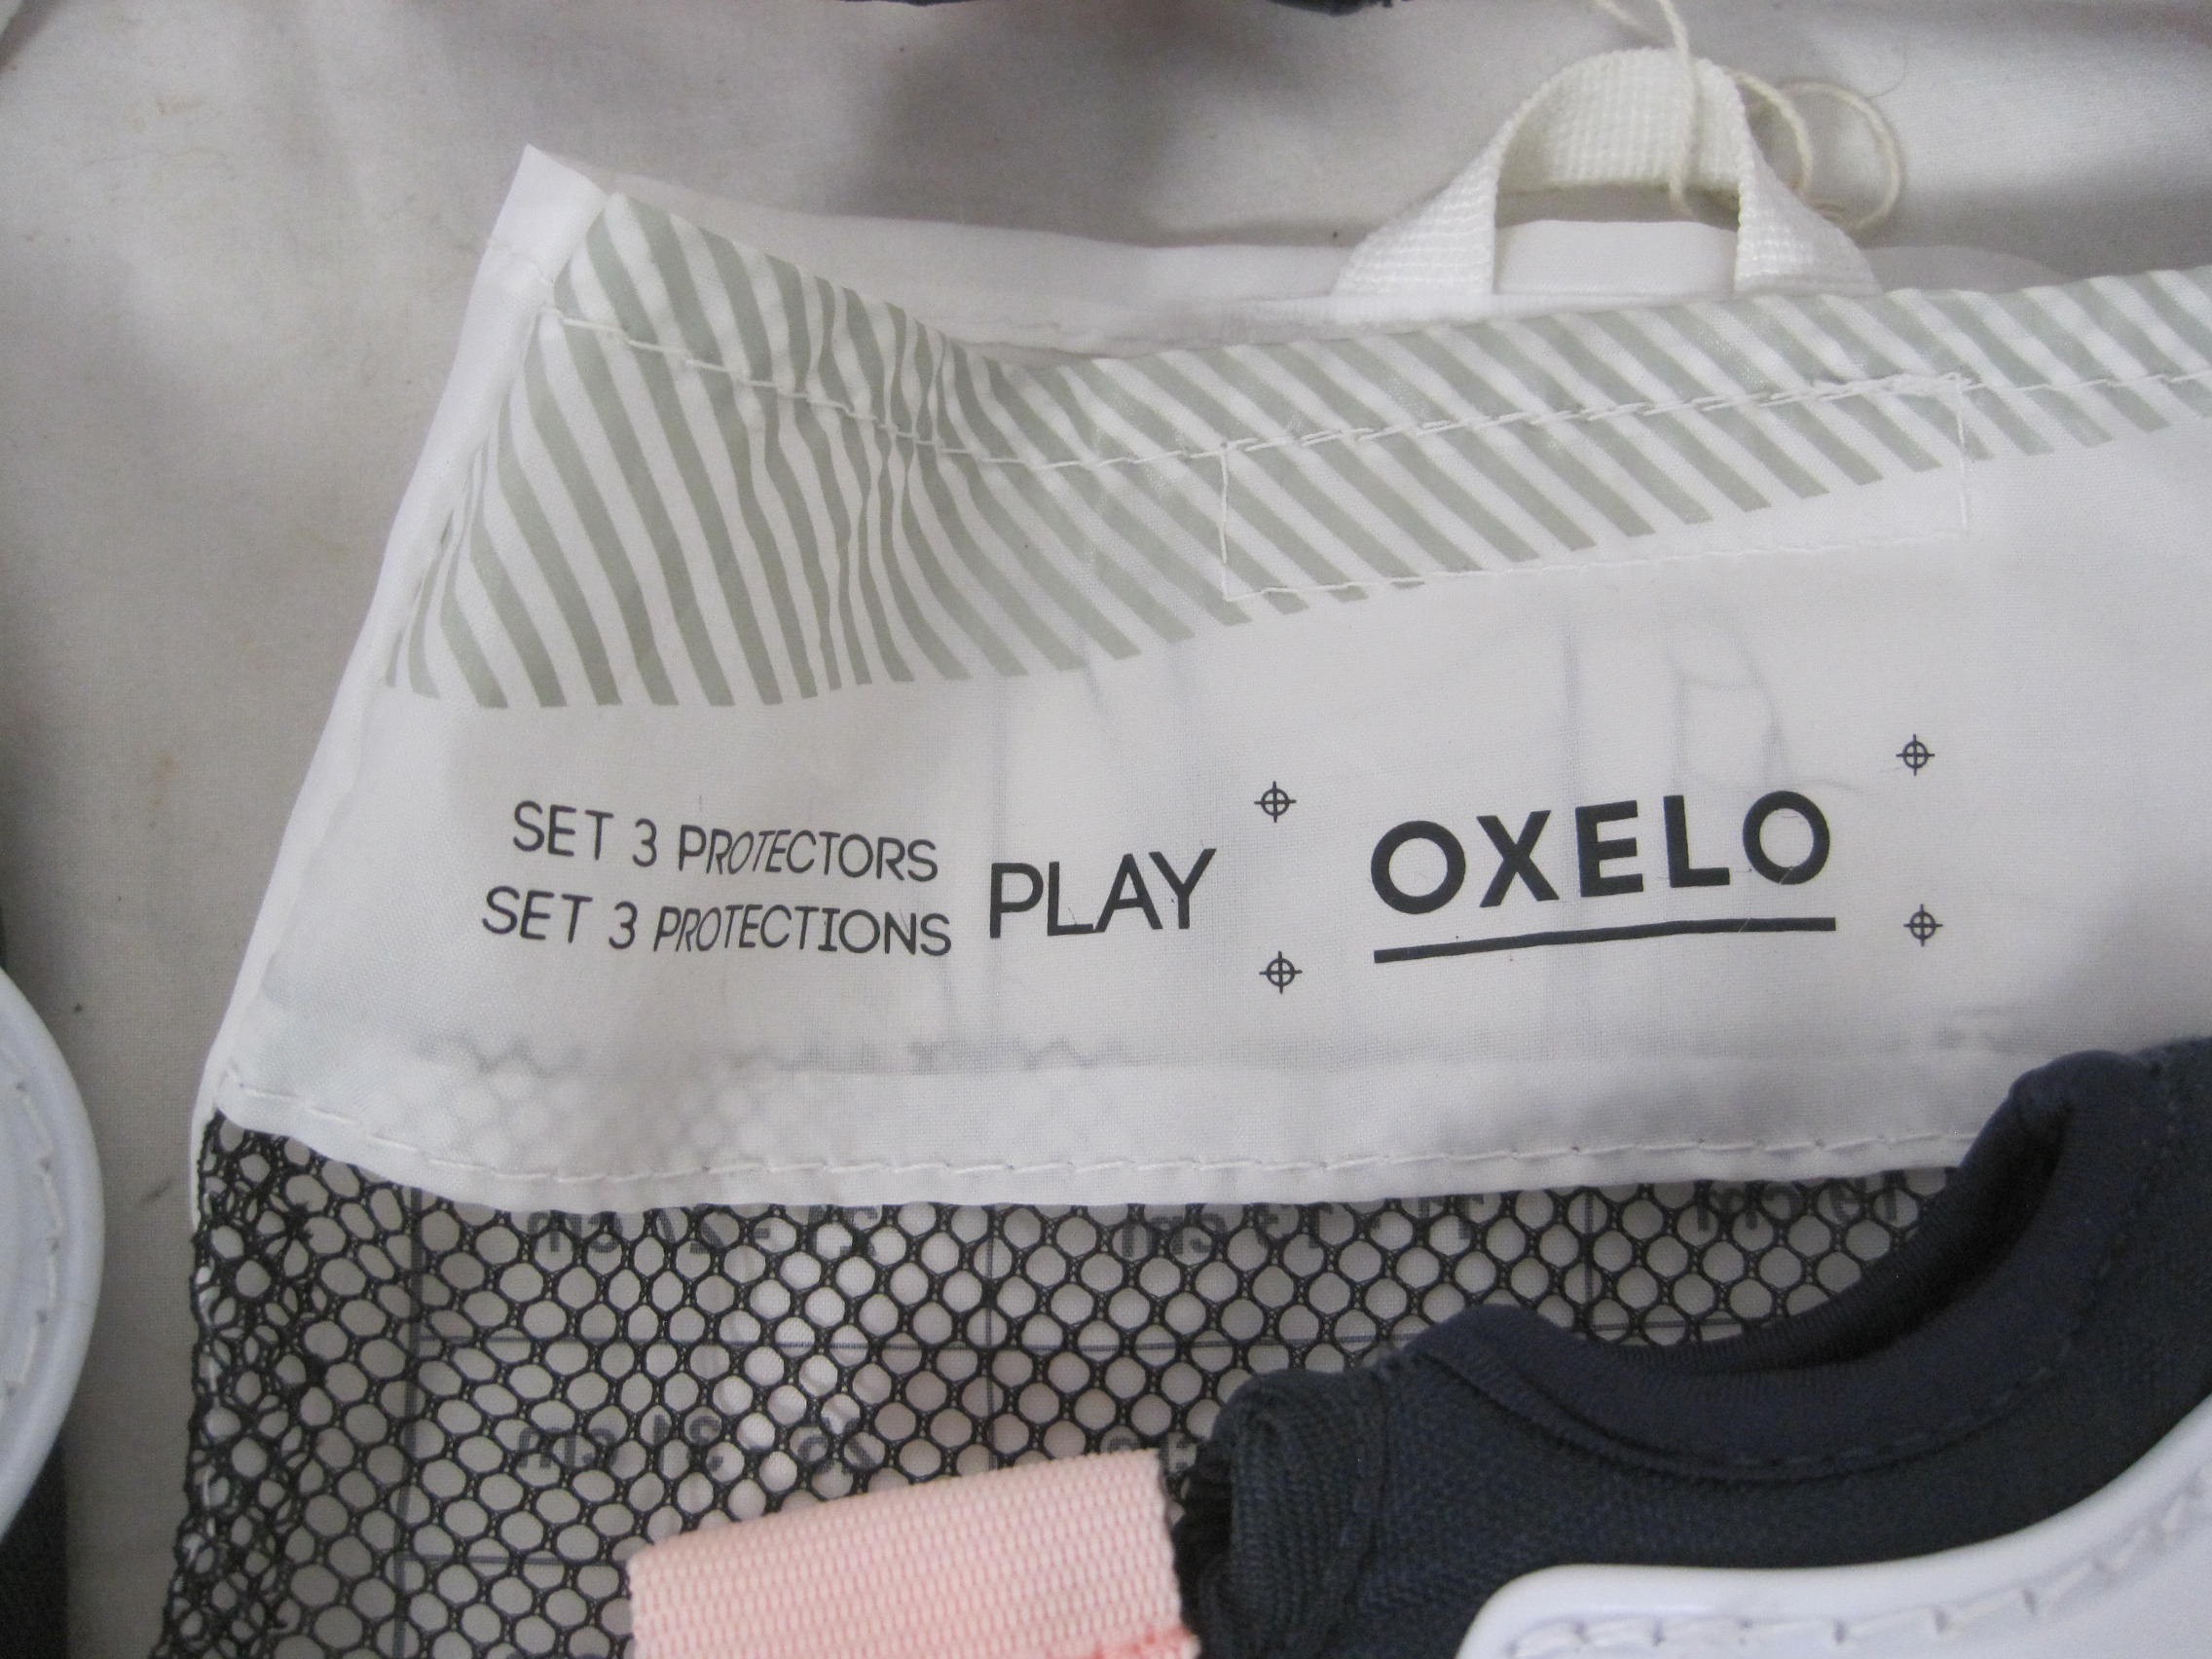 SET 3 PROTECTORS
SET 3 PROTECTIONS
PLAY
OXELO